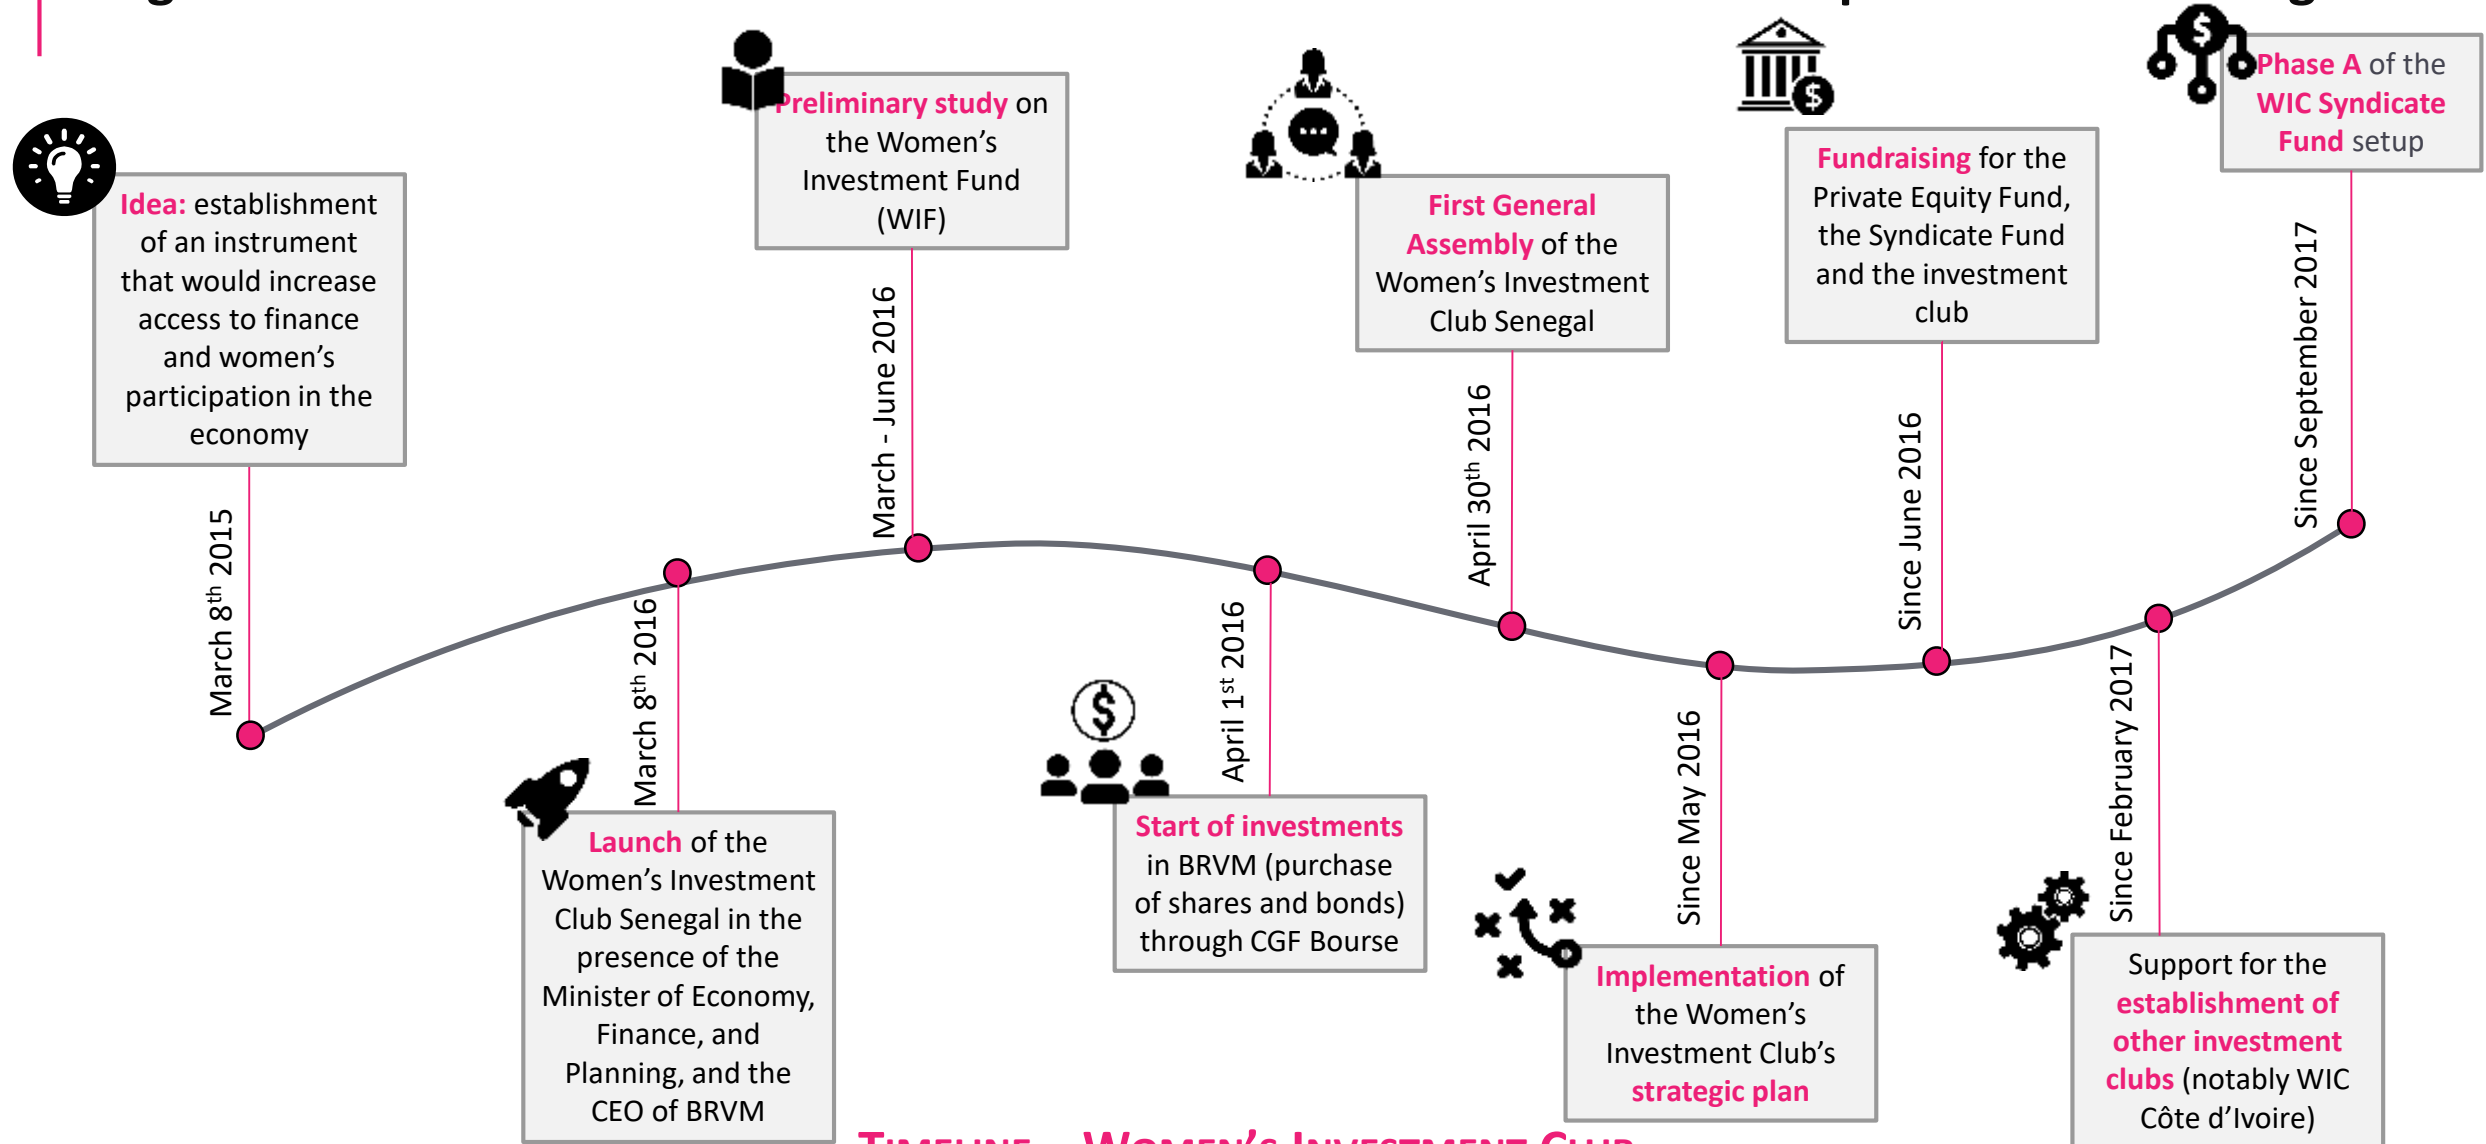 Idea: establishment
of an instrument
that would increase
access to finance
and women's
participation in the
economy
March 8th 2015
Launch of the
Women's Investment
Club Senegal in the
presence of the
Minister of Economy,
Finance, and
Planning, and the
CEO of BRVM
March 8th 2016
Preliminary study on
the Women's
Investment Fund
(WIF)
March - June 2016
Start of investments
in BRVM (purchase
of shares and bonds)
through CGF Bourse
April 1st 2016
First General
Assembly of the
Women's Investment
Club Senegal
April 30th 2016
Implementation of
the Women's
Investment Club's
strategic plan
Since May 2016
Fundraising for the
Private Equity Fund,
the Syndicate Fund
and the investment
club
Since June 2016
Support for the
establishment of
other investment
clubs (notably WIC
Côte d'Ivoire)
Since February 2017
Phase A of the
WIC Syndicate
Fund setup
Since September 2017
TIMELINE – WOMEN'S INVESTMENT CLUB